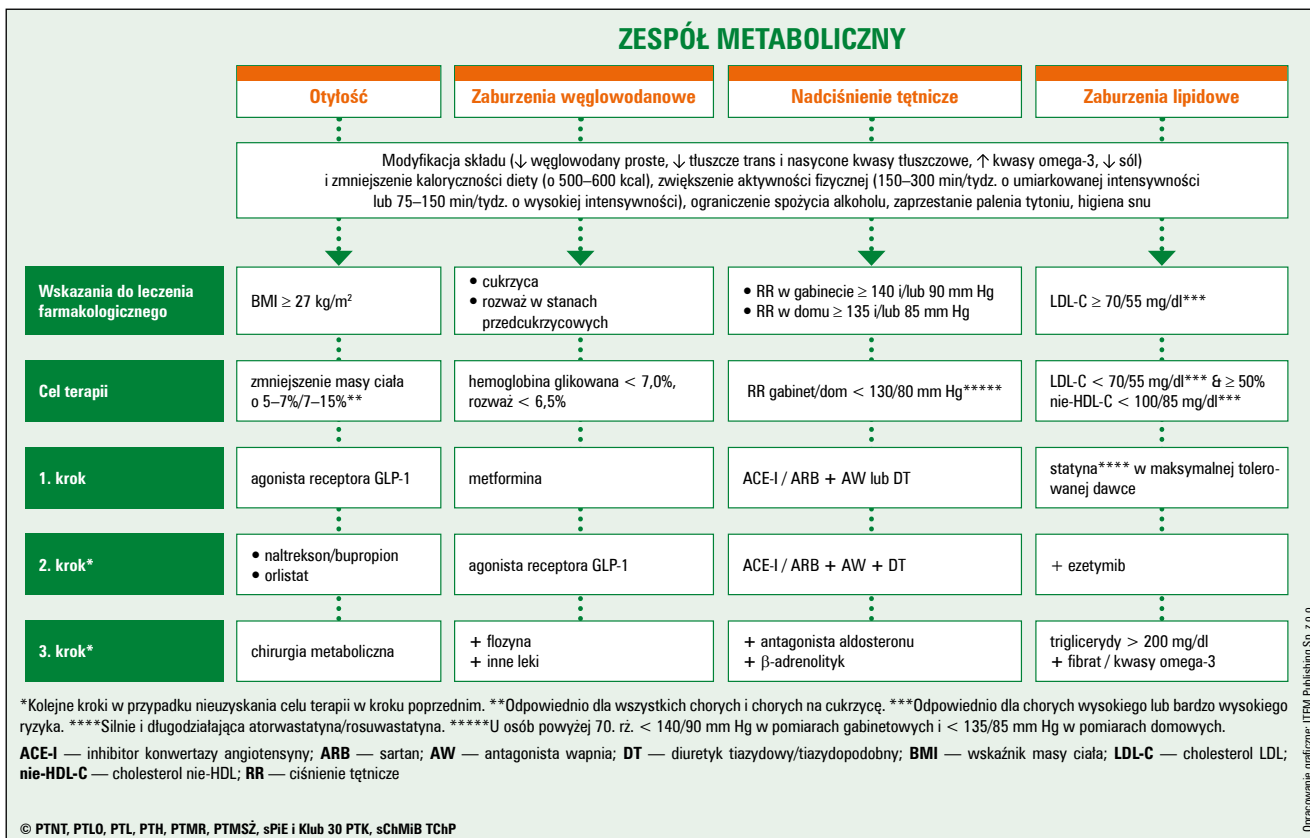 ZESPÓŁ METABOLICZNY
Otyłość
Zaburzenia węglowodanowe
Nadciśnienie tętnicze
Zaburzenia lipidowe
Modyfikacja składu (↓ węglowodany proste, ↓ tłuszcze trans i nasycone kwasy tłuszczowe, ↑ kwasy omega-3, ↓ sól)
i zmniejszenie kaloryczności diety (o 500–600 kcal), zwiększenie aktywności fizycznej (150–300 min/tydz. o umiarkowanej intensywności
lub 75–150 min/tydz. o wysokiej intensywności), ograniczenie spożycia alkoholu, zaprzestanie palenia tytoniu, higiena snu
Wskazania do leczenia
farmakologicznego
BMI ≥ 27 kg/m²
• cukrzyca
• rozważ w stanach
przedcukrzycowych
• RR w gabinecie ≥ 140 i/lub 90 mm Hg
• RR w domu ≥ 135 i/lub 85 mm Hg
LDL-C ≥ 70/55 mg/dl***
Cel terapii
zmniejszenie masy ciała
o 5–7%/7–15%**
hemoglobina glikowana < 7,0%,
rozważ < 6,5%
RR gabinet/dom < 130/80 mm Hg*****
LDL-C < 70/55 mg/dl*** & ≥ 50%
nie-HDL-C < 100/85 mg/dl***
1. krok
agonista receptora GLP-1
metformina
ACE-I / ARB + AW lub DT
statyna**** w maksymalnej tolero-
wanej dawce
2. krok*
• naltrekson/bupropion
• orlistat
agonista receptora GLP-1
ACE-I / ARB + AW + DT
+ ezetymib
3. krok*
chirurgia metaboliczna
+ flozyna
+ inne leki
+ antagonista aldosteronu
+ β-adrenolityk
triglicerydy > 200 mg/dl
+ fibrat / kwasy omega-3
*Kolejne kroki w przypadku nieuzyskania celu terapii w kroku poprzednim. **Odpowiednio dla wszystkich chorych i chorych na cukrzycę. ***Odpowiednio dla chorych wysokiego lub bardzo wysokiego
ryzyka. ****Silnie i długodziałająca atorwastatyna/rosuwastatyna. *****U osób powyżej 70. rż. < 140/90 mm Hg w pomiarach gabinetowych i < 135/85 mm Hg w pomiarach domowych.
ACE-I — inhibitor konwertazy angiotensyny; ARB — sartan; AW — antagonista wapnia; DT — diuretyk tiazydowy/tiazydopodobny; BMI — wskaźnik masy ciała; LDL-C — cholesterol LDL;
nie-HDL-C — cholesterol nie-HDL; RR — ciśnienie tętnicze
© PTNT, PTLO, PTL, PTH, PTMR, PTMSŻ, sPiE i Klub 30 PTK, sChMiB TChP
Opracowanie graficzne: ITEM Publishing Sp. z o.o.